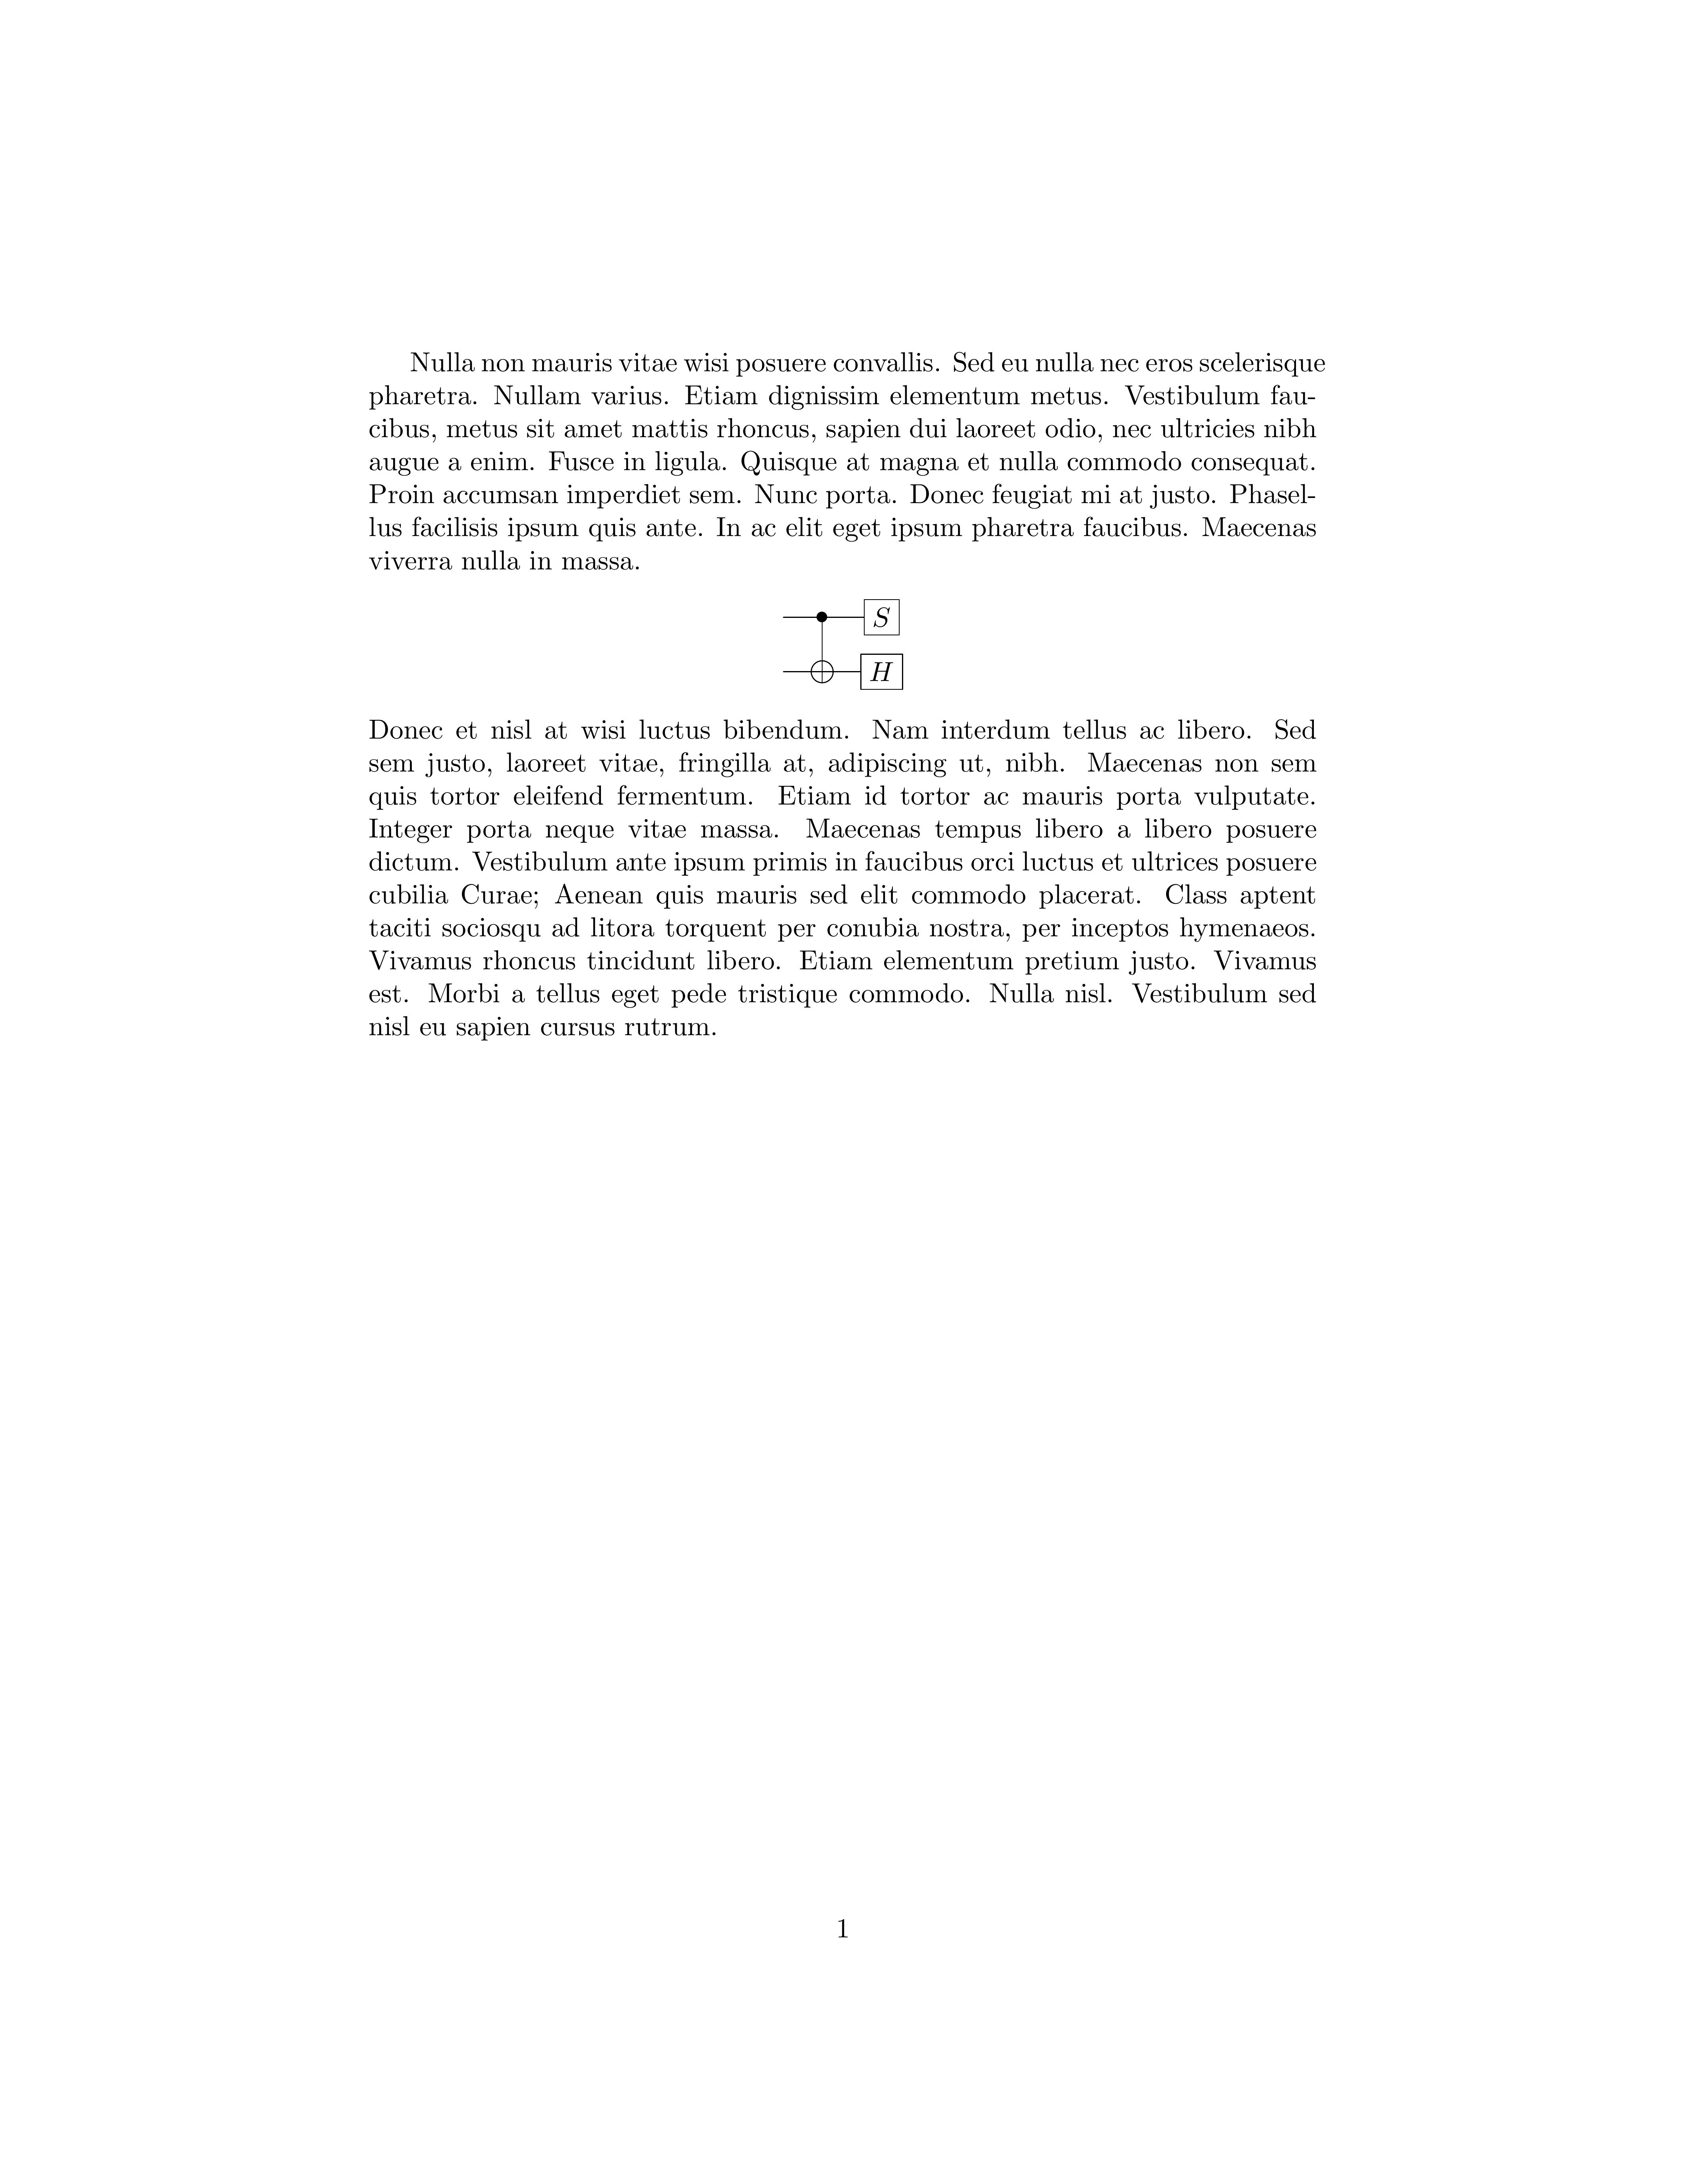 Nulla non mauris vitae wisi posuere convallis. Sed eu nulla nec eros scelerisque
pharetra. Nullam varius. Etiam dignissim elementum metus. Vestibulum fau-
cibus, metus sit amet mattis rhoncus, sapien dui laoreet odio, nec ultricies nibh
augue a enim. Fusce in ligula. Quisque at magna et nulla commodo consequat.
Proin accumsan imperdiet sem. Nunc porta. Donec feugiat mi at justo. Phasel-
lus facilisis ipsum quis ante. In ac elit eget ipsum pharetra faucibus. Maecenas
viverra nulla in massa.
S
H
Donec et nisl at wisi luctus bibendum. Nam interdum tellus ac libero. Sed
sem justo, laoreet vitae, fringilla at, adipiscing ut, nibh. Maecenas non sem
quis tortor eleifend fermentum. Etiam id tortor ac mauris porta vulputate.
Integer porta neque vitae massa. Maecenas tempus libero a libero posuere
dictum. Vestibulum ante ipsum primis in faucibus orci luctus et ultrices posuere
cubilia Curae; Aenean quis mauris sed elit commodo placerat. Class aptent
taciti sociosqu ad litora torquent per conubia nostra, per inceptos hymenaeos.
Vivamus rhoncus tincidunt libero. Etiam elementum pretium justo. Vivamus
est. Morbi a tellus eget pede tristique commodo. Nulla nisl. Vestibulum sed
nisl eu sapien cursus rutrum.
1